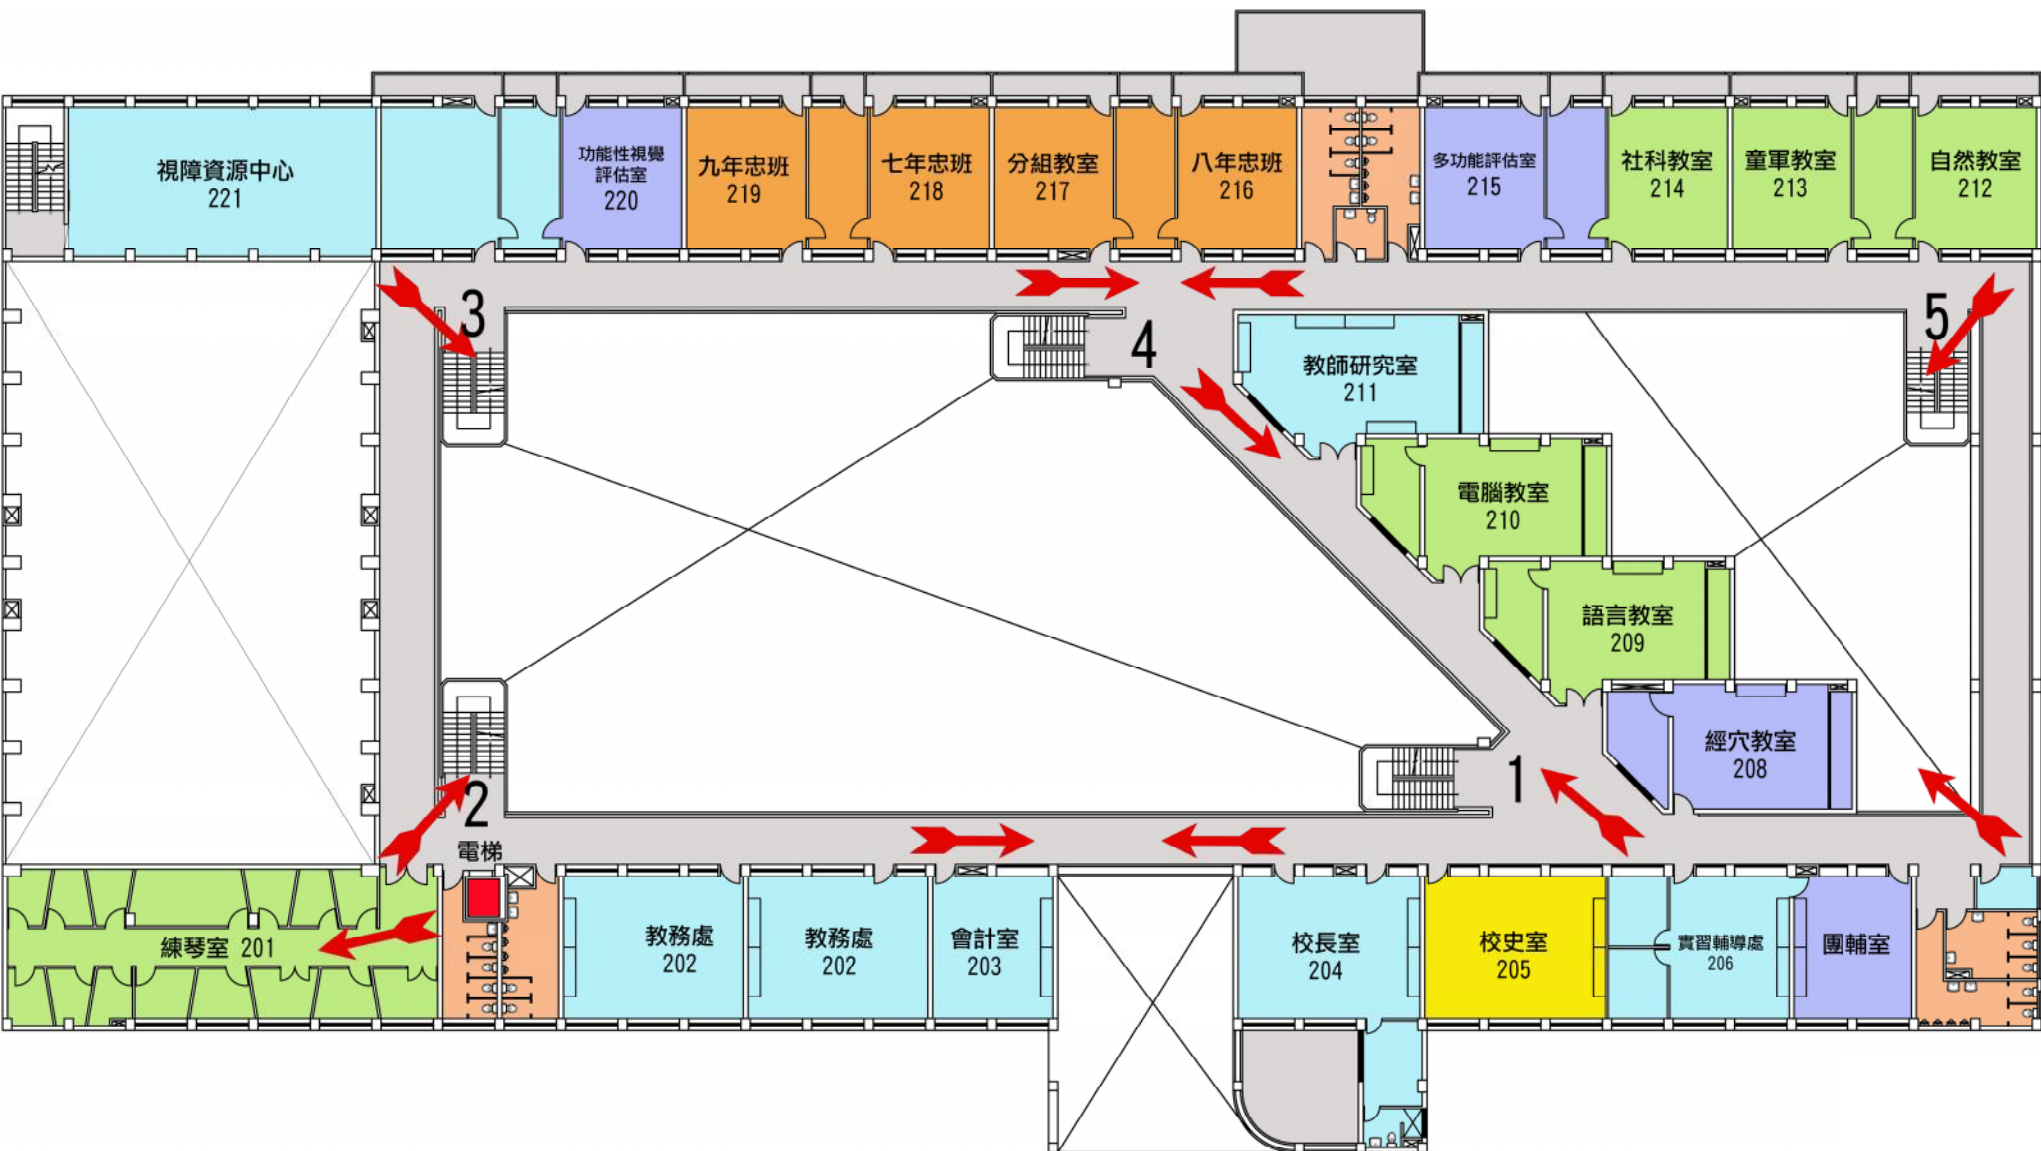 視障資源中心
221
功能性視覺
評估室
220
九年忠班
219
七年忠班
218
分組教室
217
八年忠班
216
多功能評估室
215
社科教室
214
童軍教室
213
自然教室
212
3
4
5
教師研究室
211
電腦教室
210
語言教室
209
經穴教室
208
1
2
電梯
練琴室 201
教務處
202
教務處
202
會計室
203
校長室
204
校史室
205
實習輔導處
206
團輔室